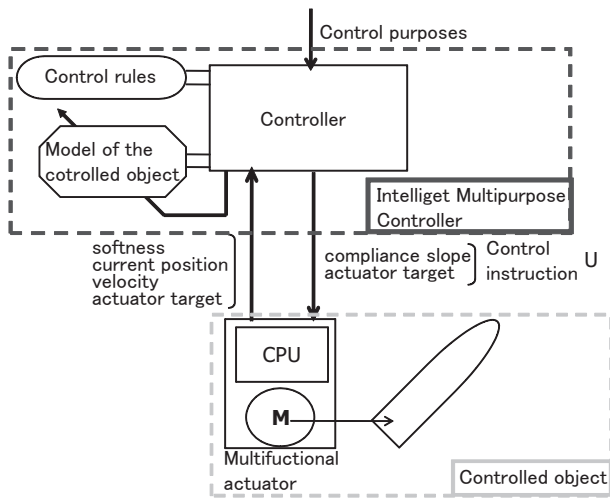 Control purposes
Control rules
Controller
Model of the
cotrolled object
Intelliget Multipurpose
Controller
softness
current position
velocity
actuator target
compliance slope
actuator target
Control
instruction
U
CPU
M
Multifuctional
actuator
Controlled object